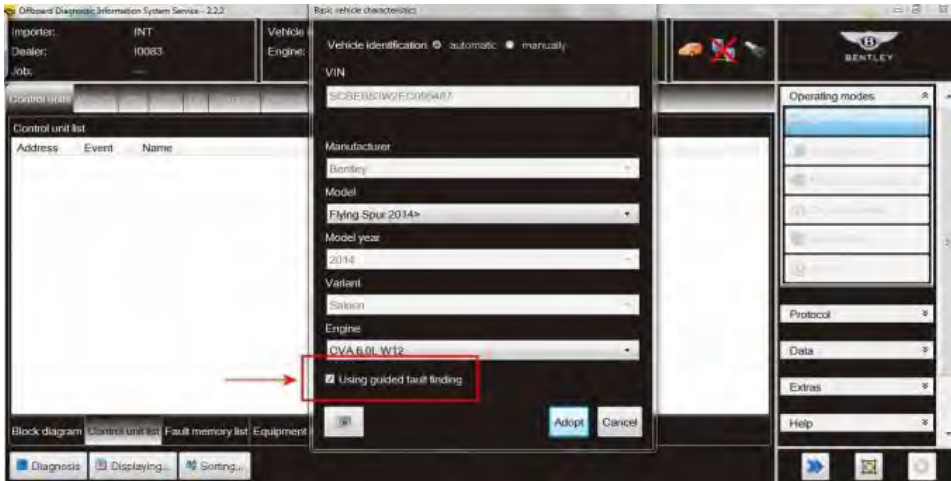 Offboard Diagnostic Information System Service - 2.2.2
Importer: INT
Dealer: I0083
Job: ---
Vehicle
Engine:
BENTLEY
Control units
Control unit list
Address Event Name
Block diagram Control unit list Fault memory list Equipment
Diagnosis Displaying... Sorting...
Basic vehicle characteristics
Vehicle identification automatic manually
VIN
Manufacturer
Bentley
Model
Flying Spur 2014>
Model year
2014
Variant
Saloon
Engine
CVA 6.0L W12
Using guided fault finding
Adopt Cancel
Operating modes
Protocol
Data
Extras
Help